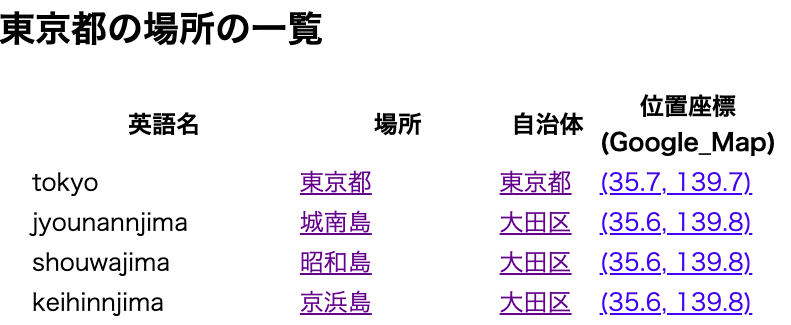 東京都の場所の一覧
英語名 場所 自治体 位置座標(Google_Map)
tokyo 東京都 東京都 (35.7, 139.7)
jyounannjima 城南島 大田区 (35.6, 139.8)
shouwajima 昭和島 大田区 (35.6, 139.8)
keihinnjima 京浜島 大田区 (35.6, 139.8)